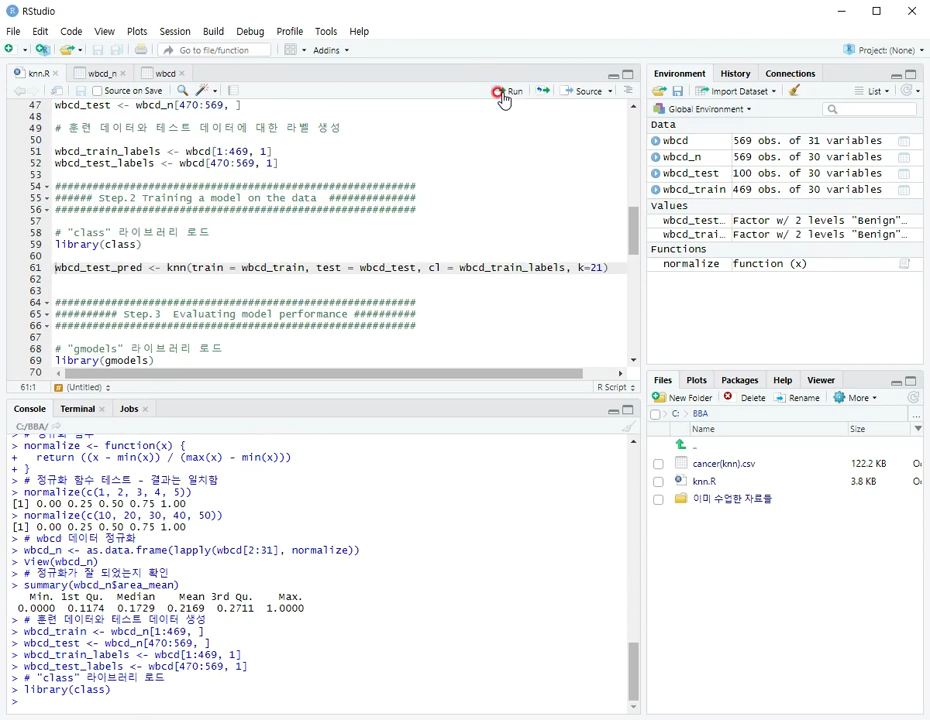 RStudio
File Edit Code View Plots Session Build Debug Profile Tools Help
Go to file/function Addins Project: (None)
knn.R wbcd_n wbcd
Source on Save Run Source
47 wbcd_test <- wbcd_n[470:569, ]
48
49 # 훈련 데이터와 테스트 데이터에 대한 라벨 생성
50
51 wbcd_train_labels <- wbcd[1:469, 1]
52 wbcd_test_labels <- wbcd[470:569, 1]
53
54 ##########################################################
55 ###### Step.2 Training a model on the data ##############
56 ##########################################################
57
58 # "class" 라이브러리 로드
59 library(class)
60
61 wbcd_test_pred <- knn(train = wbcd_train, test = wbcd_test, cl = wbcd_train_labels, k=21)
62
63
64 ##########################################################
65 ########## Step.3 Evaluating model performance ##########
66 ##########################################################
67
68 # "gmodels" 라이브러리 로드
69 library(gmodels)
70
61:1 (Untitled) R Script
Console Terminal Jobs
C:/BBA/
> # 정규화 함수
> normalize <- function(x) {
+ return ((x - min(x)) / (max(x) - min(x)))
+ }
> # 정규화 함수 테스트 - 결과는 일치함
> normalize(c(1, 2, 3, 4, 5))
[1] 0.00 0.25 0.50 0.75 1.00
> normalize(c(10, 20, 30, 40, 50))
[1] 0.00 0.25 0.50 0.75 1.00
> # wbcd 데이터 정규화
> wbcd_n <- as.data.frame(lapply(wbcd[2:31], normalize))
> View(wbcd_n)
> # 정규화가 잘 되었는지 확인
> summary(wbcd_n$area_mean)
Min. 1st Qu. Median Mean 3rd Qu. Max.
0.0000 0.1174 0.1729 0.2169 0.2711 1.0000
> # 훈련 데이터와 테스트 데이터 생성
> wbcd_train <- wbcd_n[1:469, ]
> wbcd_test <- wbcd_n[470:569, ]
> wbcd_train_labels <- wbcd[1:469, 1]
> wbcd_test_labels <- wbcd[470:569, 1]
> # "class" 라이브러리 로드
> library(class)
>
Environment History Connections
Import Dataset List
Global Environment
Data
wbcd 569 obs. of 31 variables
wbcd_n 569 obs. of 30 variables
wbcd_test 100 obs. of 30 variables
wbcd_train 469 obs. of 30 variables
Values
wbcd_test… Factor w/ 2 levels "Benign"…
wbcd_trai… Factor w/ 2 levels "Benign"…
Functions
normalize function (x)
Files Plots Packages Help Viewer
New Folder Delete Rename More
C: BBA ...
Name Size
..
cancer(knn).csv 122.2 KB
knn.R 3.8 KB
이미 수업한 자료들